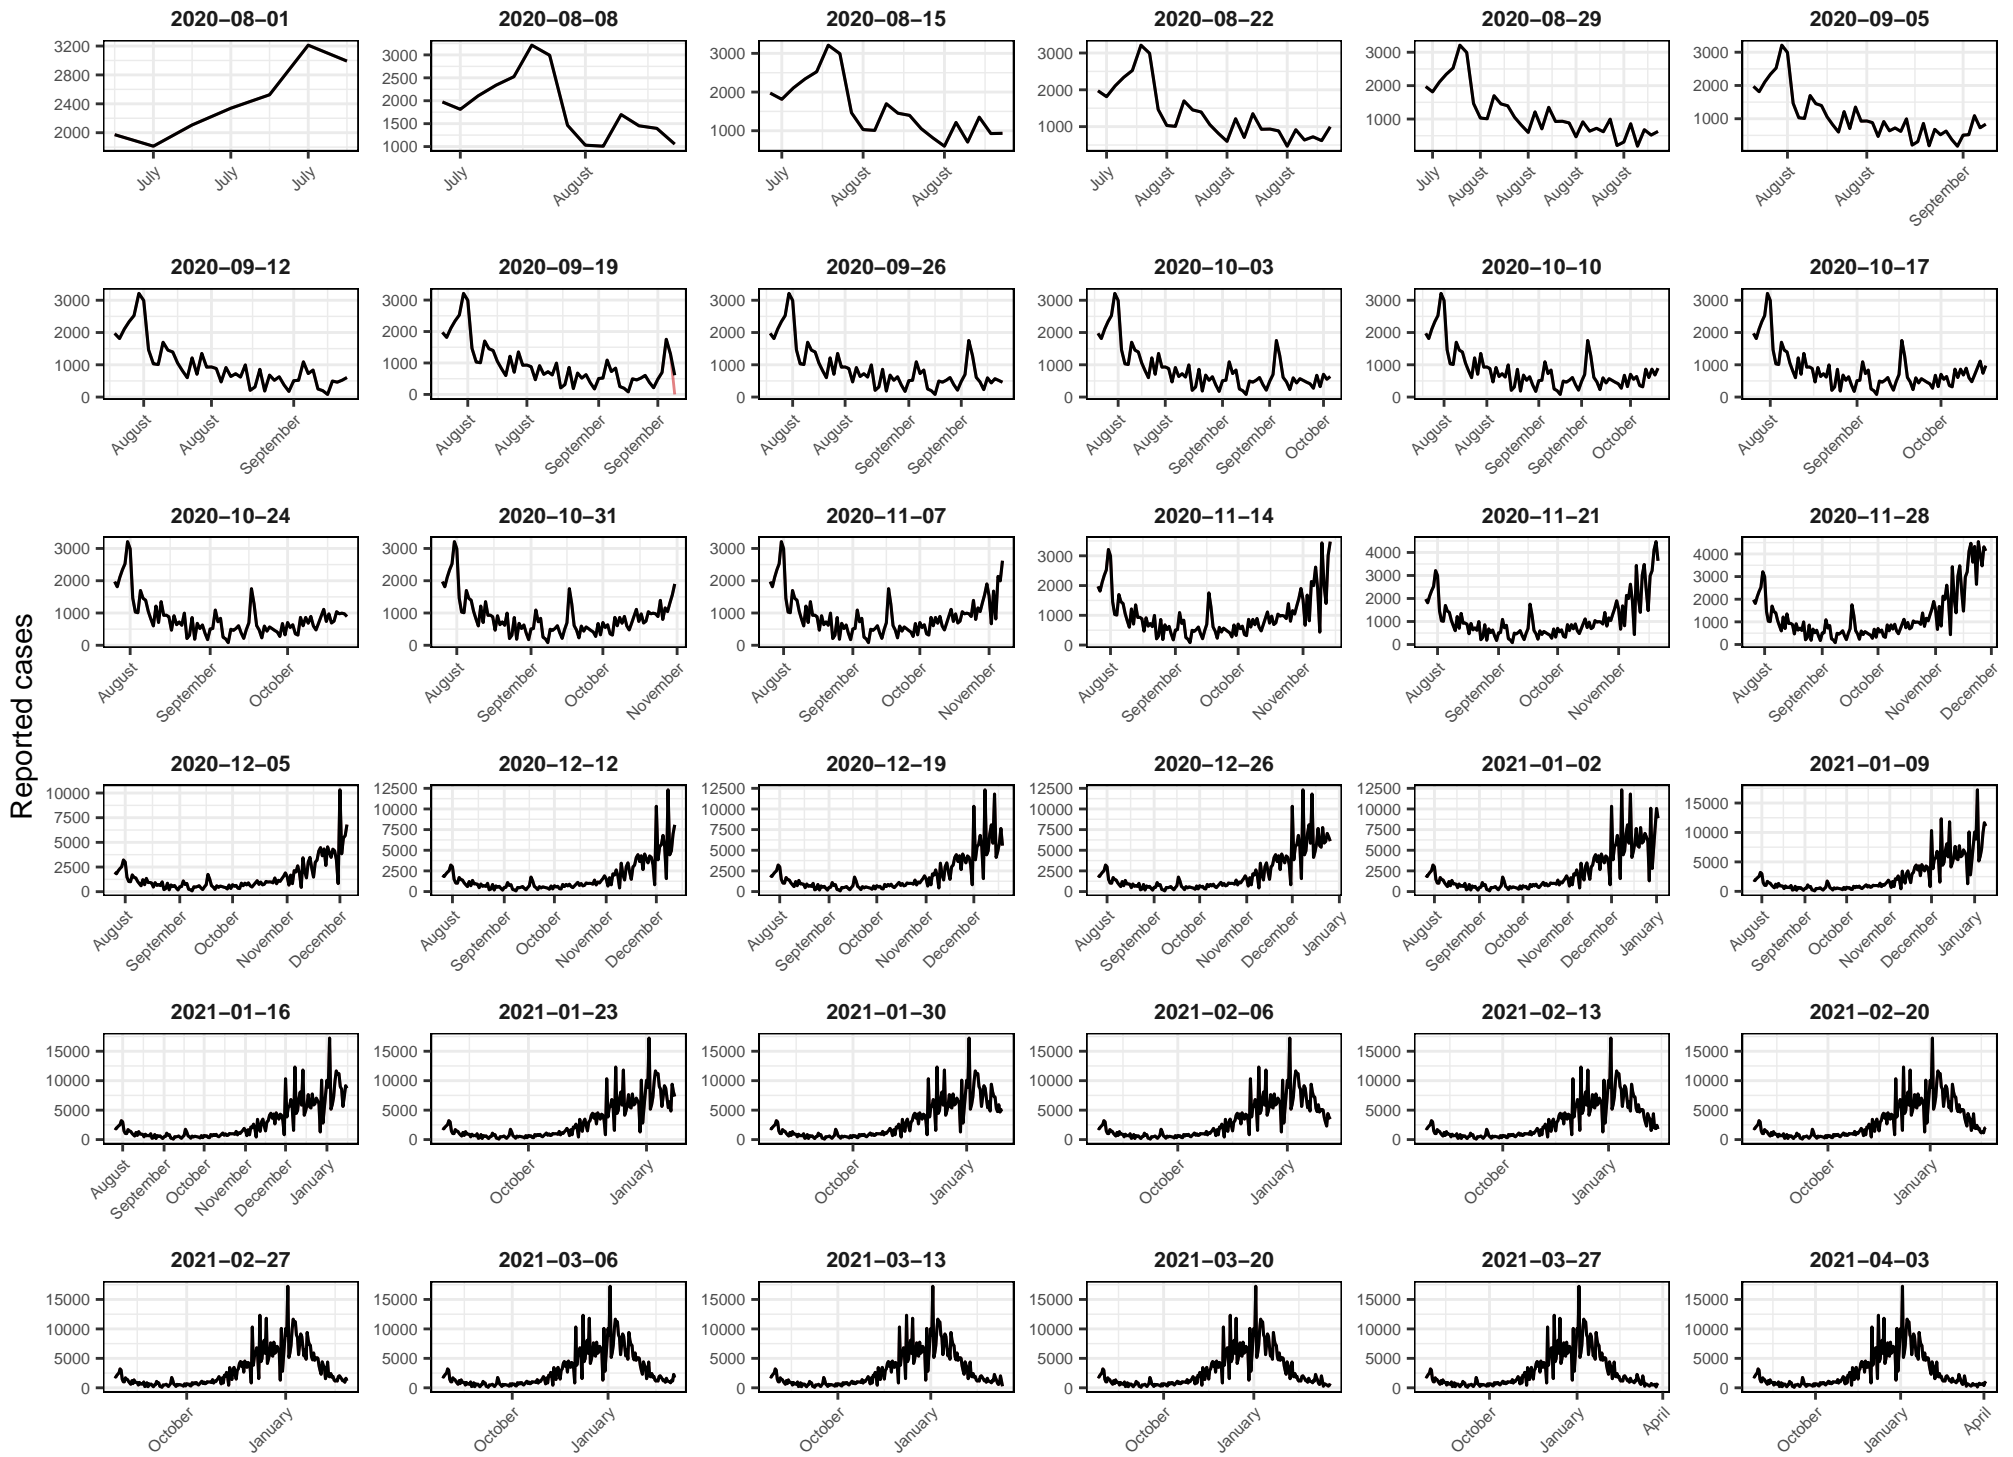 Reported cases
2020−08−01
3200
2800
2400
2000
July
July
July
2020−08−08
3000
2500
2000
1500
1000
July
August
2020−08−15
3000
2000
1000
July
August
August
2020−08−22
3000
2000
1000
July
August
August
August
2020−08−29
3000
2000
1000
July
August
August
August
August
2020−09−05
3000
2000
1000
August
August
September
2020−09−12
3000
2000
1000
0
August
August
September
2020−09−19
3000
2000
1000
0
August
August
September
September
2020−09−26
3000
2000
1000
0
August
August
September
September
2020−10−03
3000
2000
1000
0
August
August
September
September
October
2020−10−10
3000
2000
1000
0
August
August
September
September
October
2020−10−17
3000
2000
1000
0
August
September
October
2020−10−24
3000
2000
1000
0
August
September
October
2020−10−31
3000
2000
1000
0
August
September
October
November
2020−11−07
3000
2000
1000
0
August
September
October
November
2020−11−14
3000
2000
1000
0
August
September
October
November
2020−11−21
4000
3000
2000
1000
0
August
September
October
November
2020−11−28
4000
3000
2000
1000
0
August
September
October
November
December
2020−12−05
10000
7500
5000
2500
0
August
September
October
November
December
2020−12−12
12500
10000
7500
5000
2500
0
August
September
October
November
December
2020−12−19
12500
10000
7500
5000
2500
0
August
September
October
November
December
2020−12−26
12500
10000
7500
5000
2500
0
August
September
October
November
December
January
2021−01−02
12500
10000
7500
5000
2500
0
August
September
October
November
December
January
2021−01−09
15000
10000
5000
0
August
September
October
November
December
January
2021−01−16
15000
10000
5000
0
August
September
October
November
December
January
2021−01−23
15000
10000
5000
0
October
January
2021−01−30
15000
10000
5000
0
October
January
2021−02−06
15000
10000
5000
0
October
January
2021−02−13
15000
10000
5000
0
October
January
2021−02−20
15000
10000
5000
0
October
January
2021−02−27
15000
10000
5000
0
October
January
2021−03−06
15000
10000
5000
0
October
January
2021−03−13
15000
10000
5000
0
October
January
2021−03−20
15000
10000
5000
0
October
January
2021−03−27
15000
10000
5000
0
October
January
April
2021−04−03
15000
10000
5000
0
October
January
April